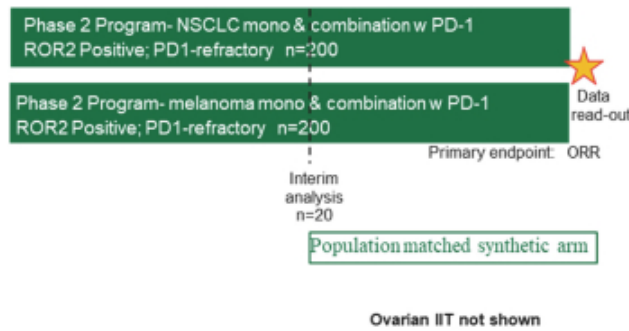 Phase 2 Program- NSCLC mono & combination w PD-1
ROR2 Positive; PD1-refractory n=200
Phase 2 Program- melanoma mono & combination w PD-1
ROR2 Positive; PD1-refractory n=200
Data
read-out
Primary endpoint: ORR
Interim
analysis
n=20
Population matched synthetic arm
Ovarian IIT not shown